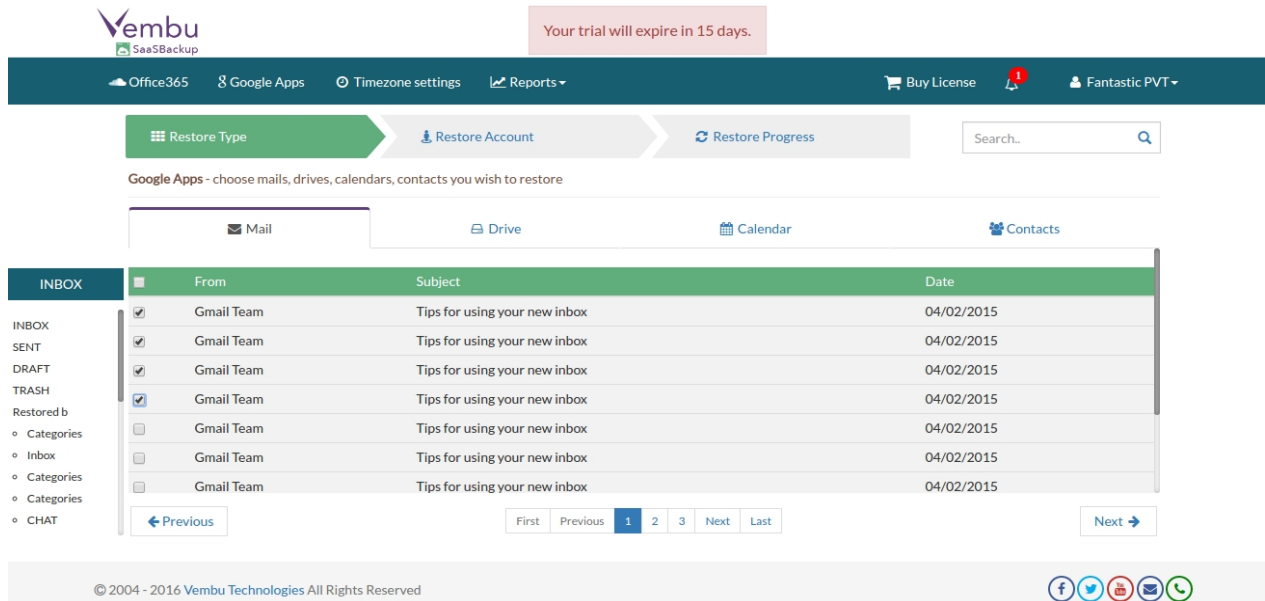 Vembu
SaaSBackup
Your trial will expire in 15 days.
Office365 Google Apps Timezone settings Reports Buy License 1 Fantastic PVT
Restore Type Restore Account Restore Progress Search..
Google Apps - choose mails, drives, calendars, contacts you wish to restore
Mail Drive Calendar Contacts
INBOX
INBOX
SENT
DRAFT
TRASH
Restored b
Categories
Inbox
Categories
Categories
CHAT
From Subject Date
Gmail Team Tips for using your new inbox 04/02/2015
Gmail Team Tips for using your new inbox 04/02/2015
Gmail Team Tips for using your new inbox 04/02/2015
Gmail Team Tips for using your new inbox 04/02/2015
Gmail Team Tips for using your new inbox 04/02/2015
Gmail Team Tips for using your new inbox 04/02/2015
Gmail Team Tips for using your new inbox 04/02/2015
Previous First Previous 1 2 3 Next Last Next
© 2004 - 2016 Vembu Technologies All Rights Reserved